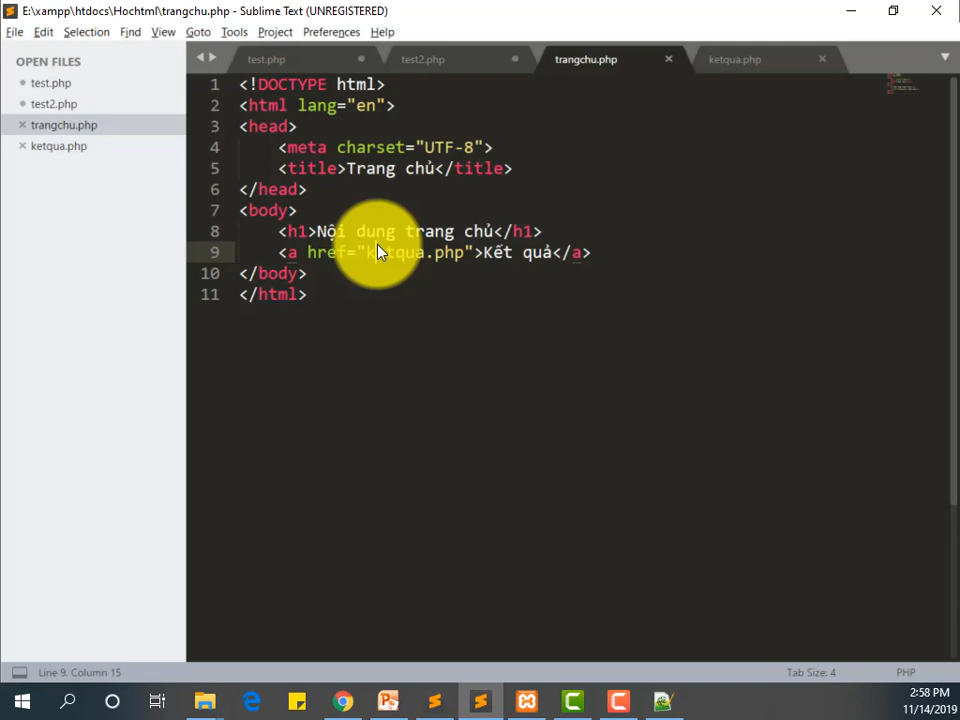 E:\xampp\htdocs\Hochtml\trangchu.php - Sublime Text (UNREGISTERED)
File Edit Selection Find View Goto Tools Project Preferences Help
OPEN FILES
test.php
test2.php
trangchu.php
ketqua.php
test.php test2.php trangchu.php ketqua.php
1 <!DOCTYPE html>
2 <html lang="en">
3 <head>
4 <meta charset="UTF-8">
5 <title>Trang chủ</title>
6 </head>
7 <body>
8 <h1>Nội dung trang chủ</h1>
9 <a href="ketqua.php">Kết quả</a>
10 </body>
11 </html>
Line 9, Column 15 Tab Size: 4 PHP
2:58 PM
11/14/2019